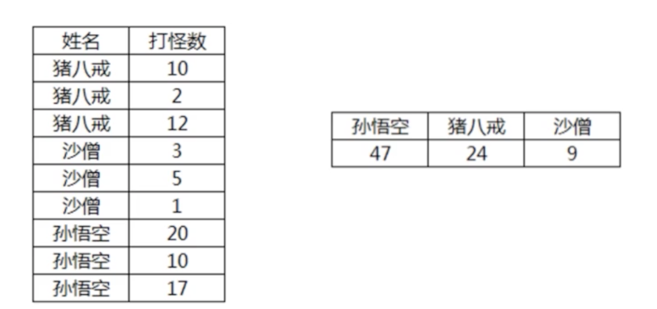 姓名 打怪数
猪八戒 10
猪八戒 2
猪八戒 12
沙僧 3
沙僧 5
沙僧 1
孙悟空 20
孙悟空 10
孙悟空 17
孙悟空 猪八戒 沙僧
47 24 9